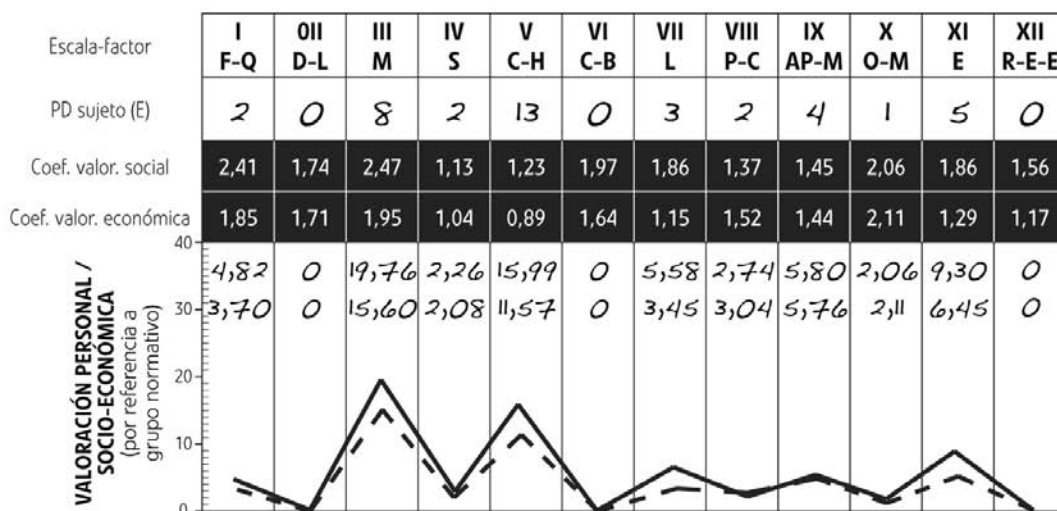 Escala-factor I OII III IV V VI VII VIII IX X XI XII
F-Q D-L M S C-H C-B L P-C AP-M O-M E R-E-E
PD sujeto (E) 2 0 8 2 13 0 3 2 4 1 5 0
Coef. valor. social 2,41 1,74 2,47 1,13 1,23 1,97 1,86 1,37 1,45 2,06 1,86 1,56
Coef. valor. económica 1,85 1,71 1,95 1,04 0,89 1,64 1,15 1,52 1,44 2,11 1,29 1,17
VALORACIÓN PERSONAL /
SOCIO-ECONÓMICA
(por referencia a
grupo normativo)
40
4,82 0 19,76 2,26 15,99 0 5,58 2,74 5,80 2,06 9,30 0
30 3,70 0 15,60 2,08 11,57 0 3,45 3,04 5,76 2,11 6,45 0
20
10
0